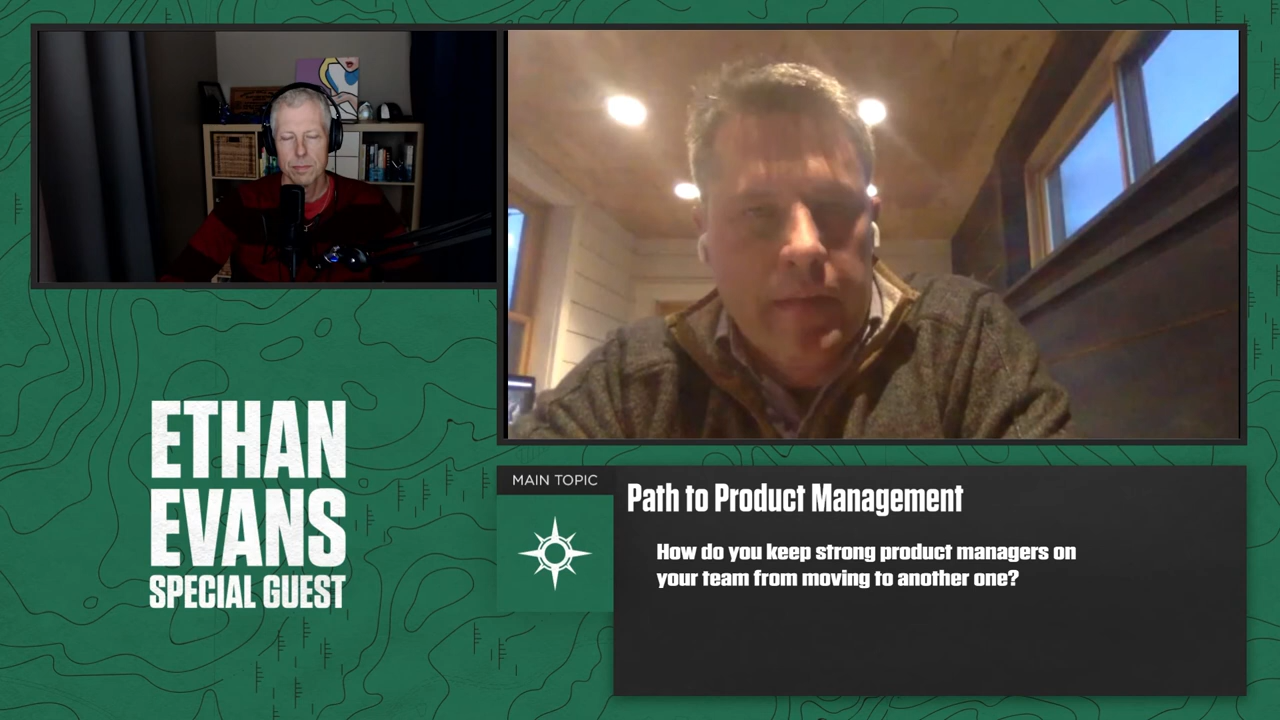 ETHAN
EVANS
SPECIAL GUEST
MAIN TOPIC
Path to Product Management
How do you keep strong product managers on
your team from moving to another one?